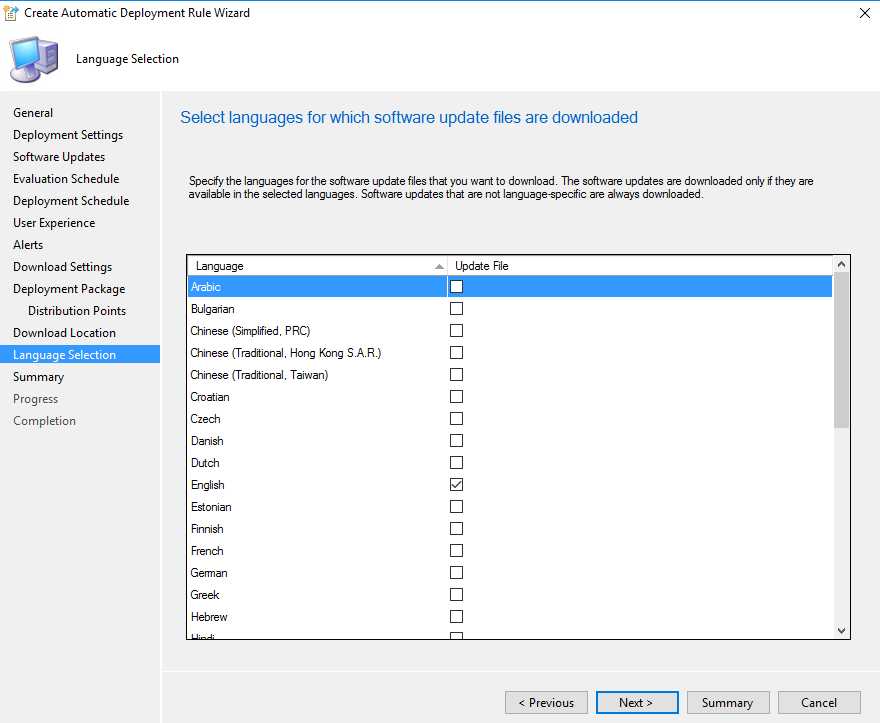 Create Automatic Deployment Rule Wizard
Language Selection
General
Deployment Settings
Software Updates
Evaluation Schedule
Deployment Schedule
User Experience
Alerts
Download Settings
Deployment Package
Distribution Points
Download Location
Language Selection
Summary
Progress
Completion
Select languages for which software update files are downloaded
Specify the languages for the software update files that you want to download. The software updates are downloaded only if they are
available in the selected languages. Software updates that are not language-specific are always downloaded.
Language Update File
Arabic
Bulgarian
Chinese (Simplified, PRC)
Chinese (Traditional, Hong Kong S.A.R.)
Chinese (Traditional, Taiwan)
Croatian
Czech
Danish
Dutch
English
Estonian
Finnish
French
German
Greek
Hebrew
Hindi
< Previous Next > Summary Cancel